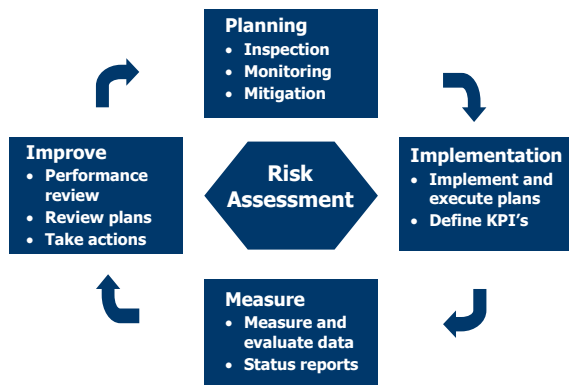 Planning
• Inspection
• Monitoring
• Mitigation
Improve
• Performance
review
• Review plans
• Take actions
Risk
Assessment
Implementation
• Implement and
execute plans
• Define KPI's
Measure
• Measure and
evaluate data
• Status reports